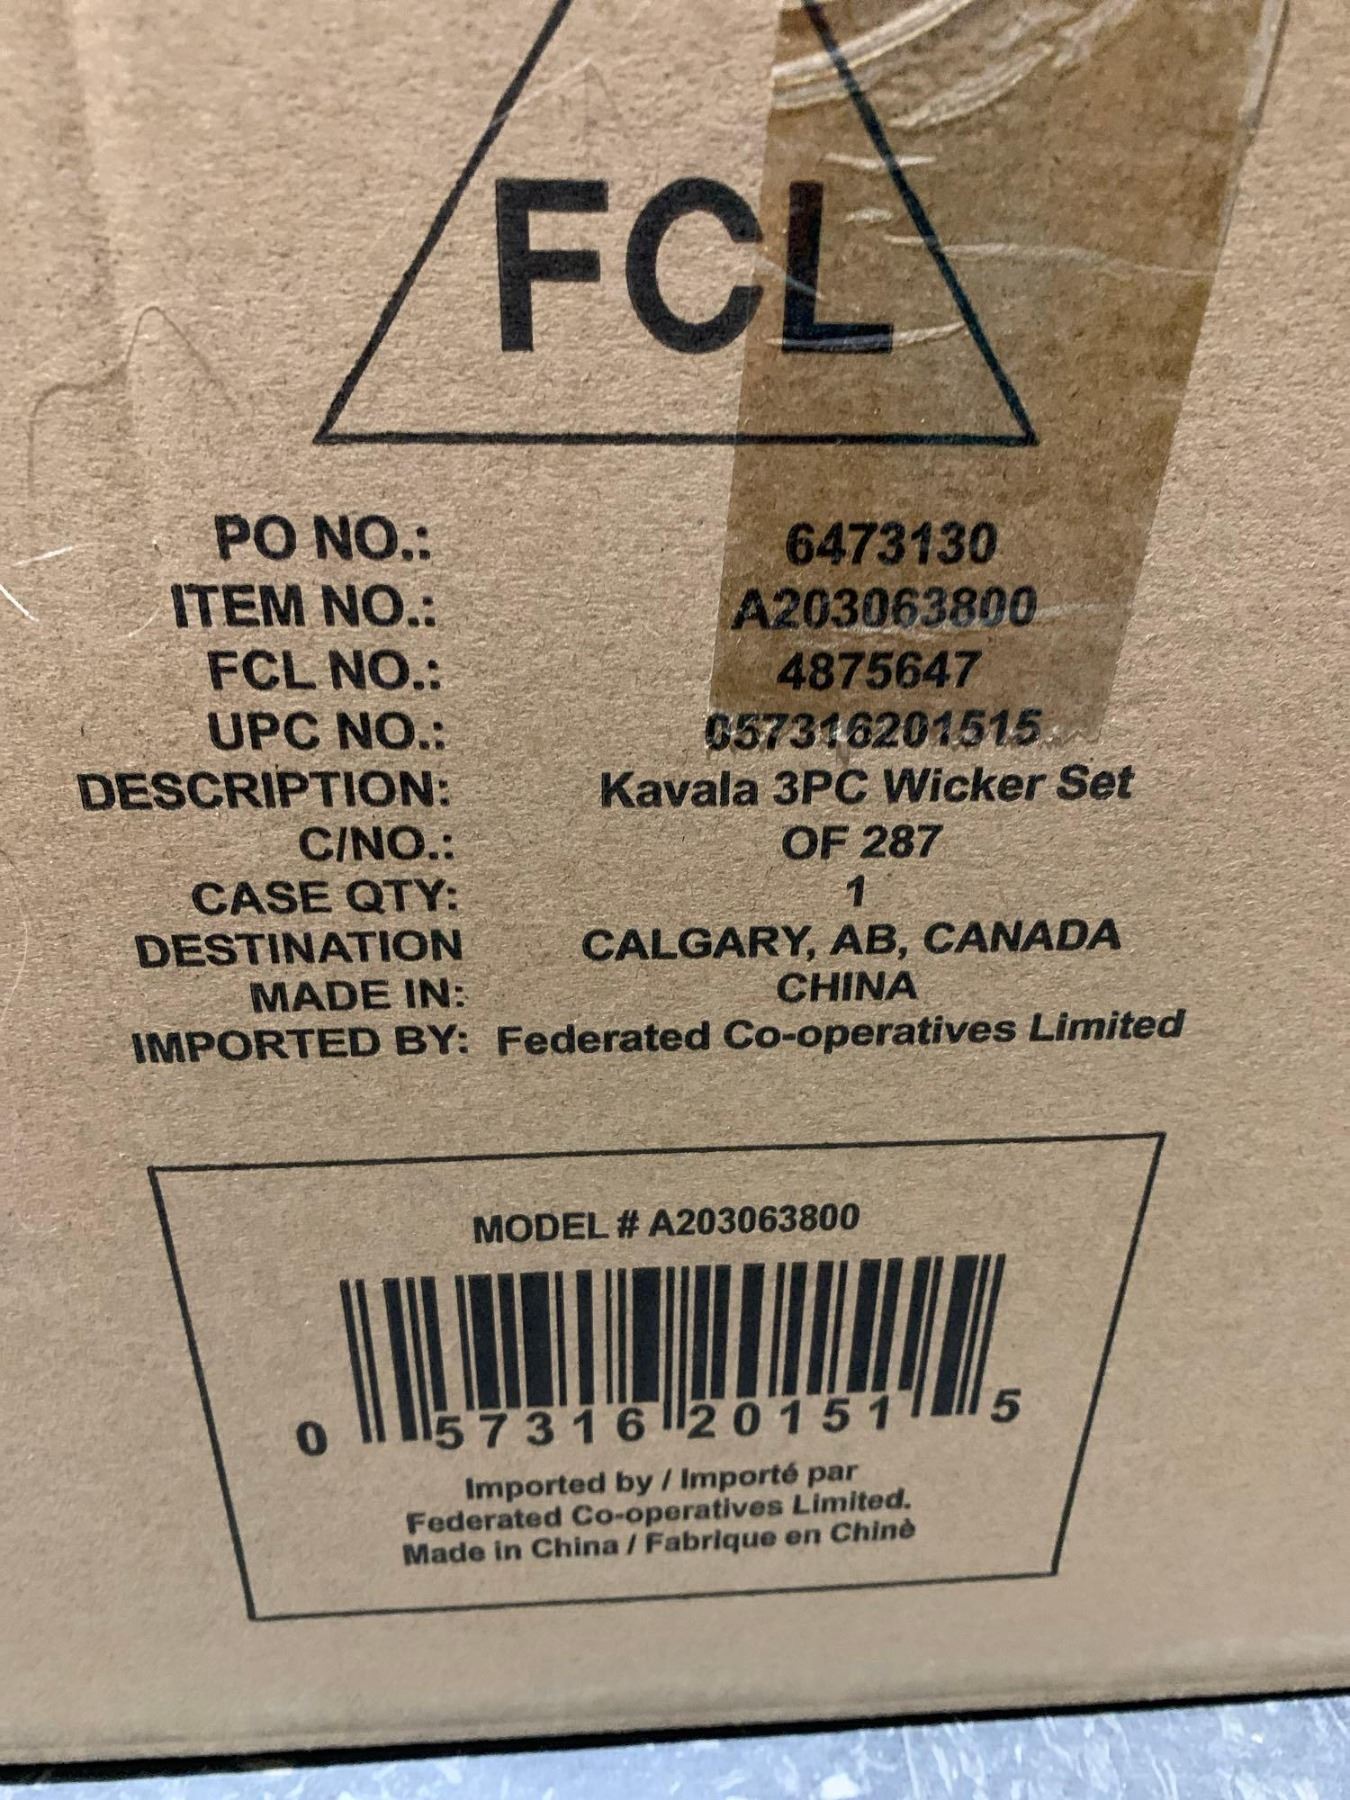 FCL
PO NO.: 6473130
ITEM NO.: A203063800
FCL NO.: 4875647
UPC NO.: 057316201515
DESCRIPTION: Kavala 3PC Wicker Set
C/NO.: OF 287
CASE QTY: 1
DESTINATION CALGARY, AB, CANADA
MADE IN: CHINA
IMPORTED BY: Federated Co-operatives Limited
MODEL # A203063800
0 57316 20151 5
Imported by / Importé par
Federated Co-operatives Limited.
Made in China / Fabrique en Chinè